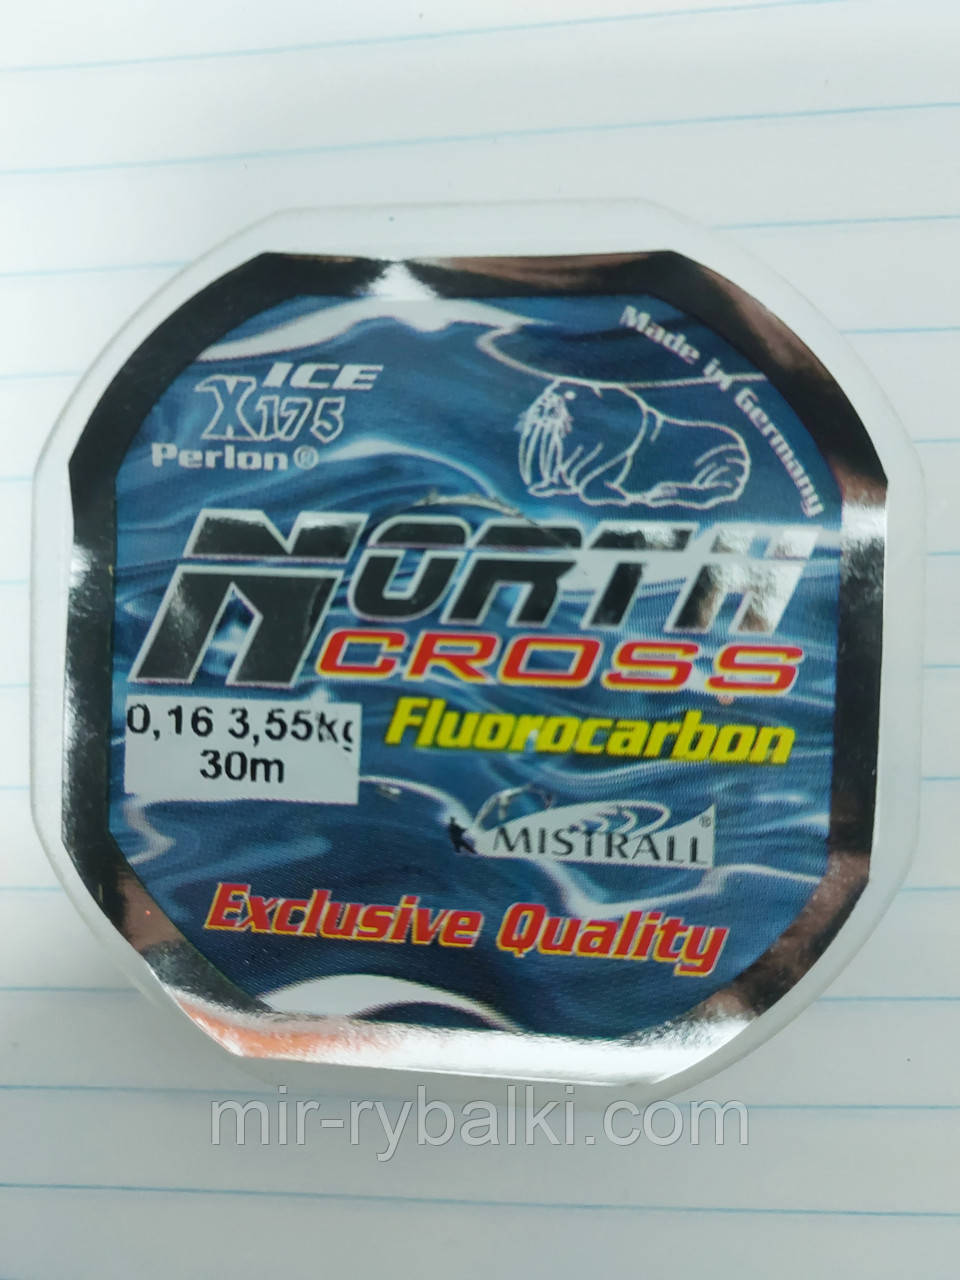 ICE
X175
Perlon®
Made in Germany
NORTH
CROSS
0,16 3,55kg
30m
Fluorocarbon
MISTRALL®
Exclusive Quality
mir-rybalki.com